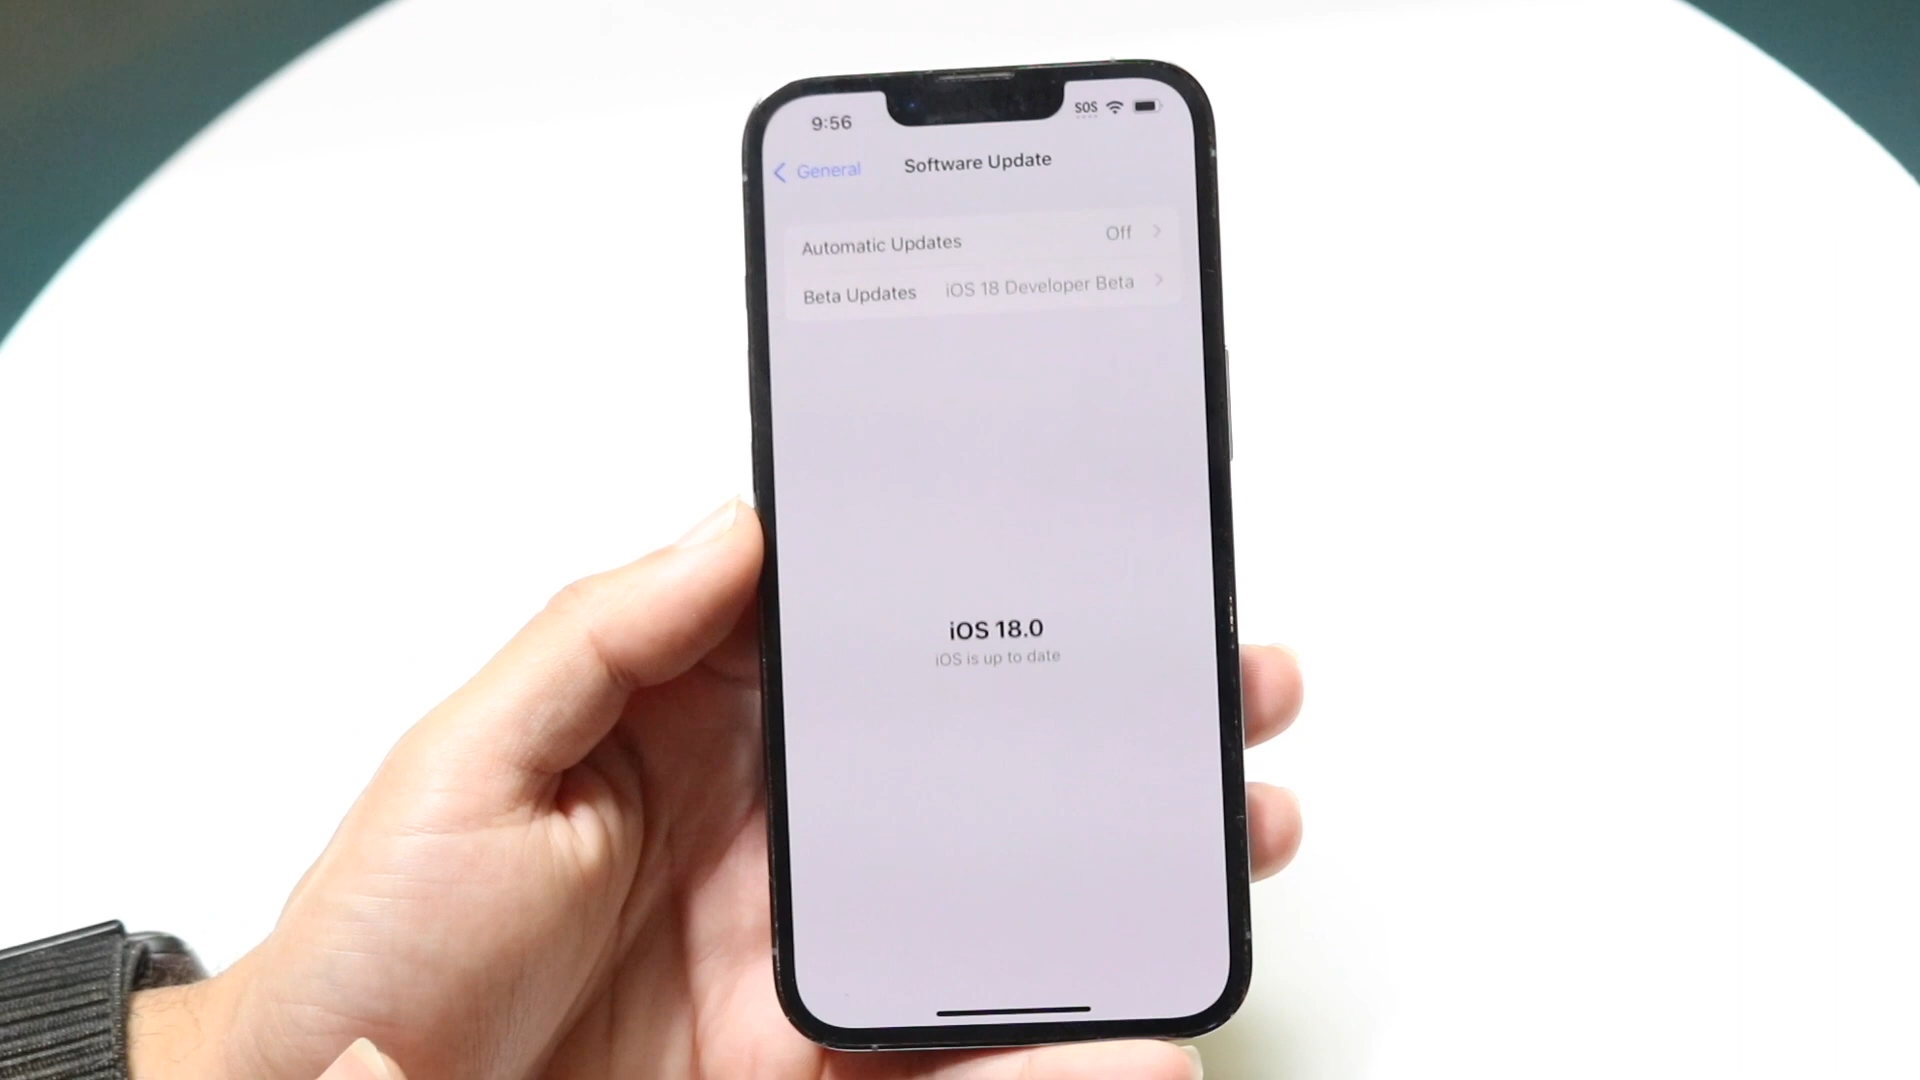 9:56
SOS
General
Software Update
Automatic Updates Off
Beta Updates iOS 18 Developer Beta
iOS 18.0
iOS is up to date